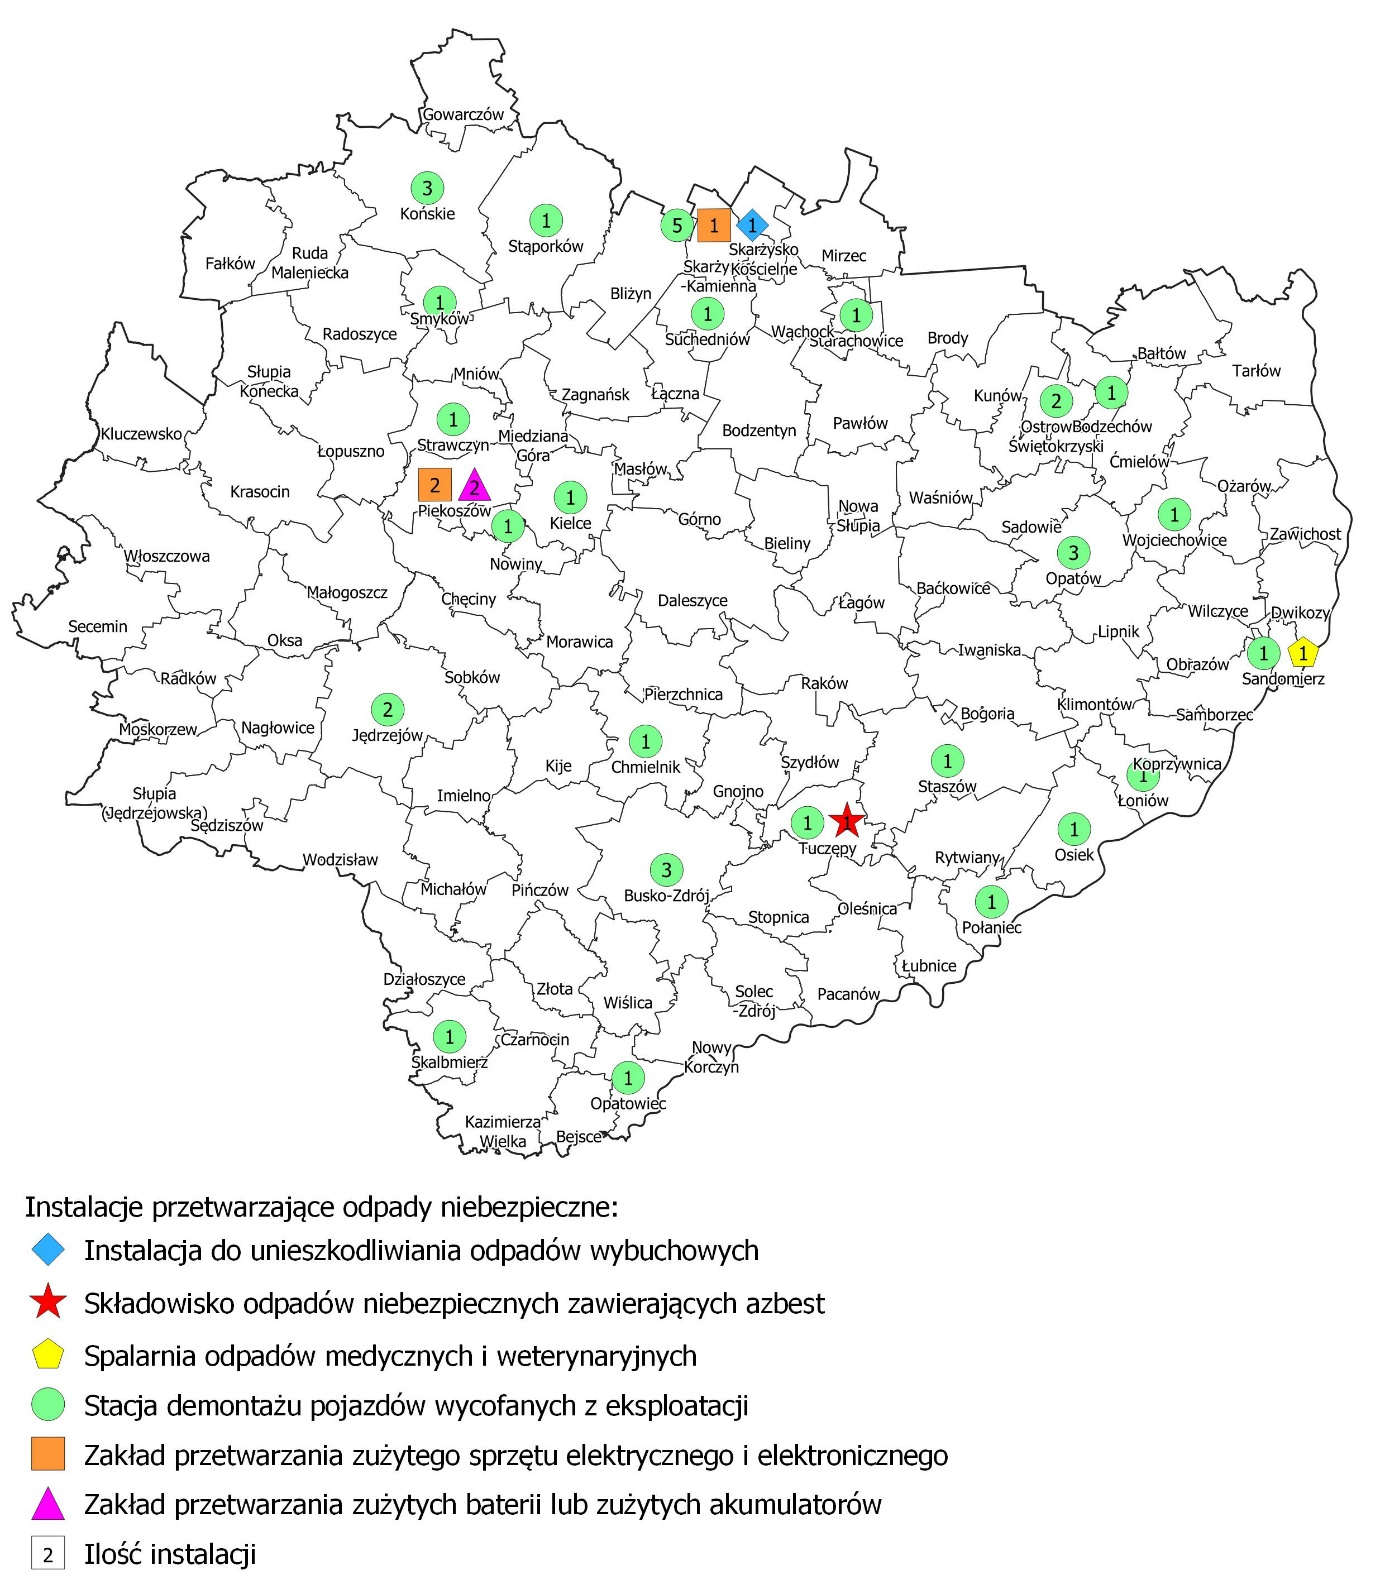 Gowarczów
3
Końskie
1
Stąporków
5
1
1
Skarżysko
Kościelne
Skarży
-Kamienna
Mirzec
Fałków
Ruda
Maleniecka
Bliżyn
1
Smyków
1
Suchedniów
1
Starachowice
Wąchock
Brody
Radoszyce
Bałtów
Tarłów
Słupia
Konecka
Mniów
Zagnańsk
Łączna
Kunów
2
Ostrow
Świętokrzyski
1
Bodzechów
Kluczewsko
1
Strawczyn
Miedziana
Góra
Bodzentyn
Pawłów
Łopuszno
Ćmielów
Masłów
Krasocin
2
2
Piekoszów
1
Kielce
1
Nowiny
Górno
Nowa
Słupia
Waśniów
Ożarów
1
Wojciechowice
Sadowie
Zawichost
Włoszczowa
Bieliny
3
Opatów
Małogoszcz
Chęciny
Daleszyce
Łagów
Baćkowice
Wilczyce
Dwikozy
Secemin
Oksa
Morawica
Lipnik
Iwaniska
1
1
Sandomierz
Obrazów
Radków
Sobków
Pierzchnica
Raków
Klimontów
Bogoria
Samborzec
2
Jędrzejów
Moskorzew
Nagłowice
1
Chmielnik
Kije
Szydłów
1
Staszów
Koprzywnica
1
Łoniów
Słupia
(Jędrzejowska)
Imielno
Gnojno
Sędziszów
1
1
Tuczępy
1
Osiek
Wodzisław
Rytwiany
3
Busko-Zdrój
Michałów
Pińczów
Stopnica
Oleśnica
1
Połaniec
Łubnice
Działoszyce
Złota
Wiślica
Solec
-Zdrój
Pacanów
1
Skalbmierz
Czarnocin
Nowy
Korczyn
1
Opatowiec
Kazimierza
Wielka
Bejsce
Instalacje przetwarzające odpady niebezpieczne:
Instalacja do unieszkodliwiania odpadów wybuchowych
Składowisko odpadów niebezpiecznych zawierających azbest
Spalarnia odpadów medycznych i weterynaryjnych
Stacja demontażu pojazdów wycofanych z eksploatacji
Zakład przetwarzania zużytego sprzętu elektrycznego i elektronicznego
Zakład przetwarzania zużytych baterii lub zużytych akumulatorów
2 Ilość instalacji